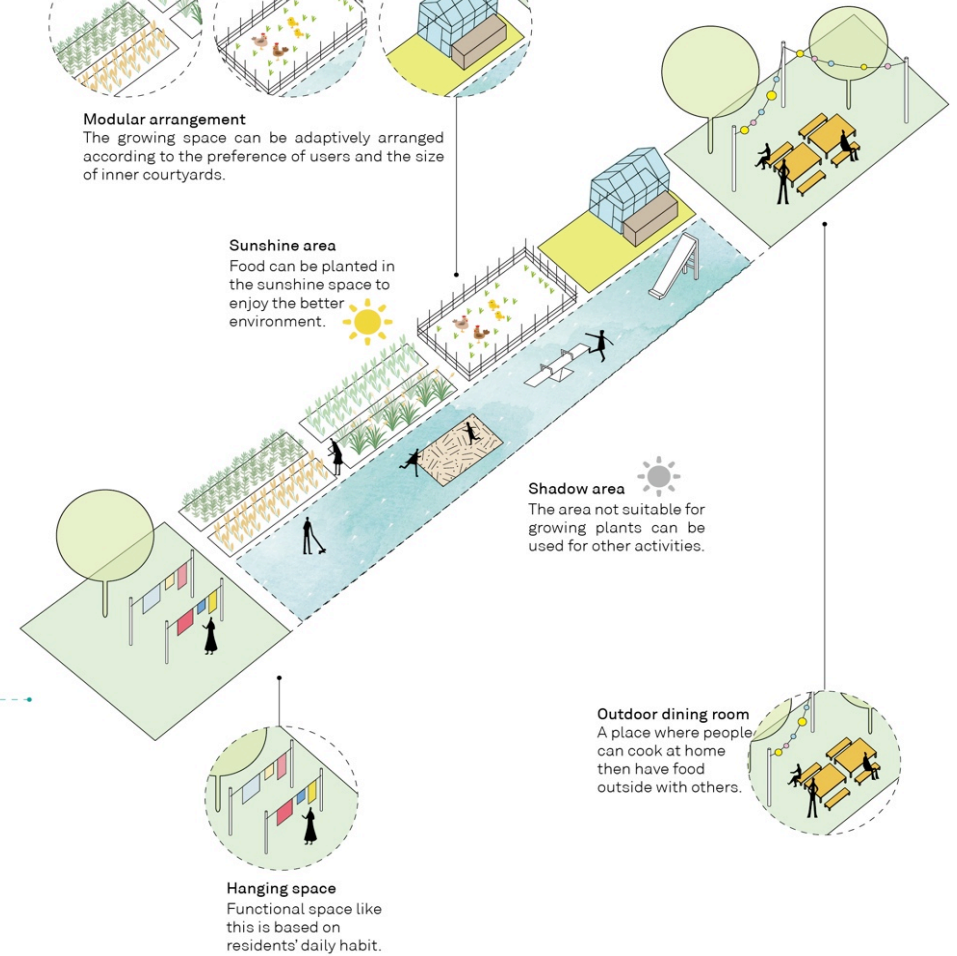 Modular arrangement
The growing space can be adaptively arranged
according to the preference of users and the size
of inner courtyards.
Sunshine area
Food can be planted in
the sunshine space to
enjoy the better
environment.
Shadow area
The area not suitable for
growing plants can be
used for other activities.
Outdoor dining room
A place where people
can cook at home
then have food
outside with others.
Hanging space
Functional space like
this is based on
residents' daily habit.